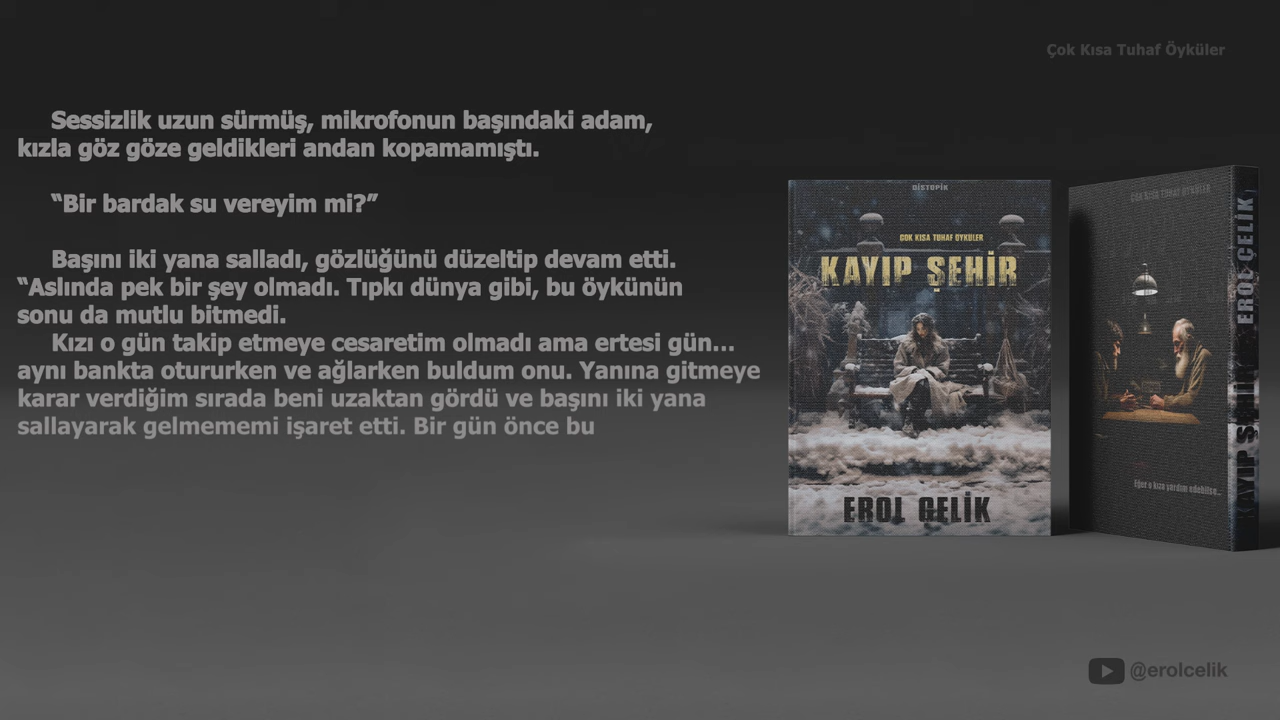 Çok Kısa Tuhaf Öyküler
Sessizlik uzun sürmüş, mikrofonun başındaki adam,
kızla göz göze geldikleri andan kopamamıştı.
“Bir bardak su vereyim mi?”
Başını iki yana salladı, gözlüğünü düzeltip devam etti.
“Aslında pek bir şey olmadı. Tıpkı dünya gibi, bu öykünün
sonu da mutlu bitmedi.
Kızı o gün takip etmeye cesaretim olmadı ama ertesi gün...
aynı bankta otururken ve ağlarken buldum onu. Yanına gitmeye
karar verdiğim sırada beni uzaktan gördü ve başını iki yana
sallayarak gelmememi işaret etti. Bir gün önce bu
DİSTOPİK
ÇOK KISA TUHAF ÖYKÜLER
KAYIP ŞEHİR
EROL ÇELİK
ÇOK KISA TUHAF ÖYKÜLER
Eğer o kıza yardım edebilse...
KAYIP ŞEHİR EROL ÇELİK
@erolcelik